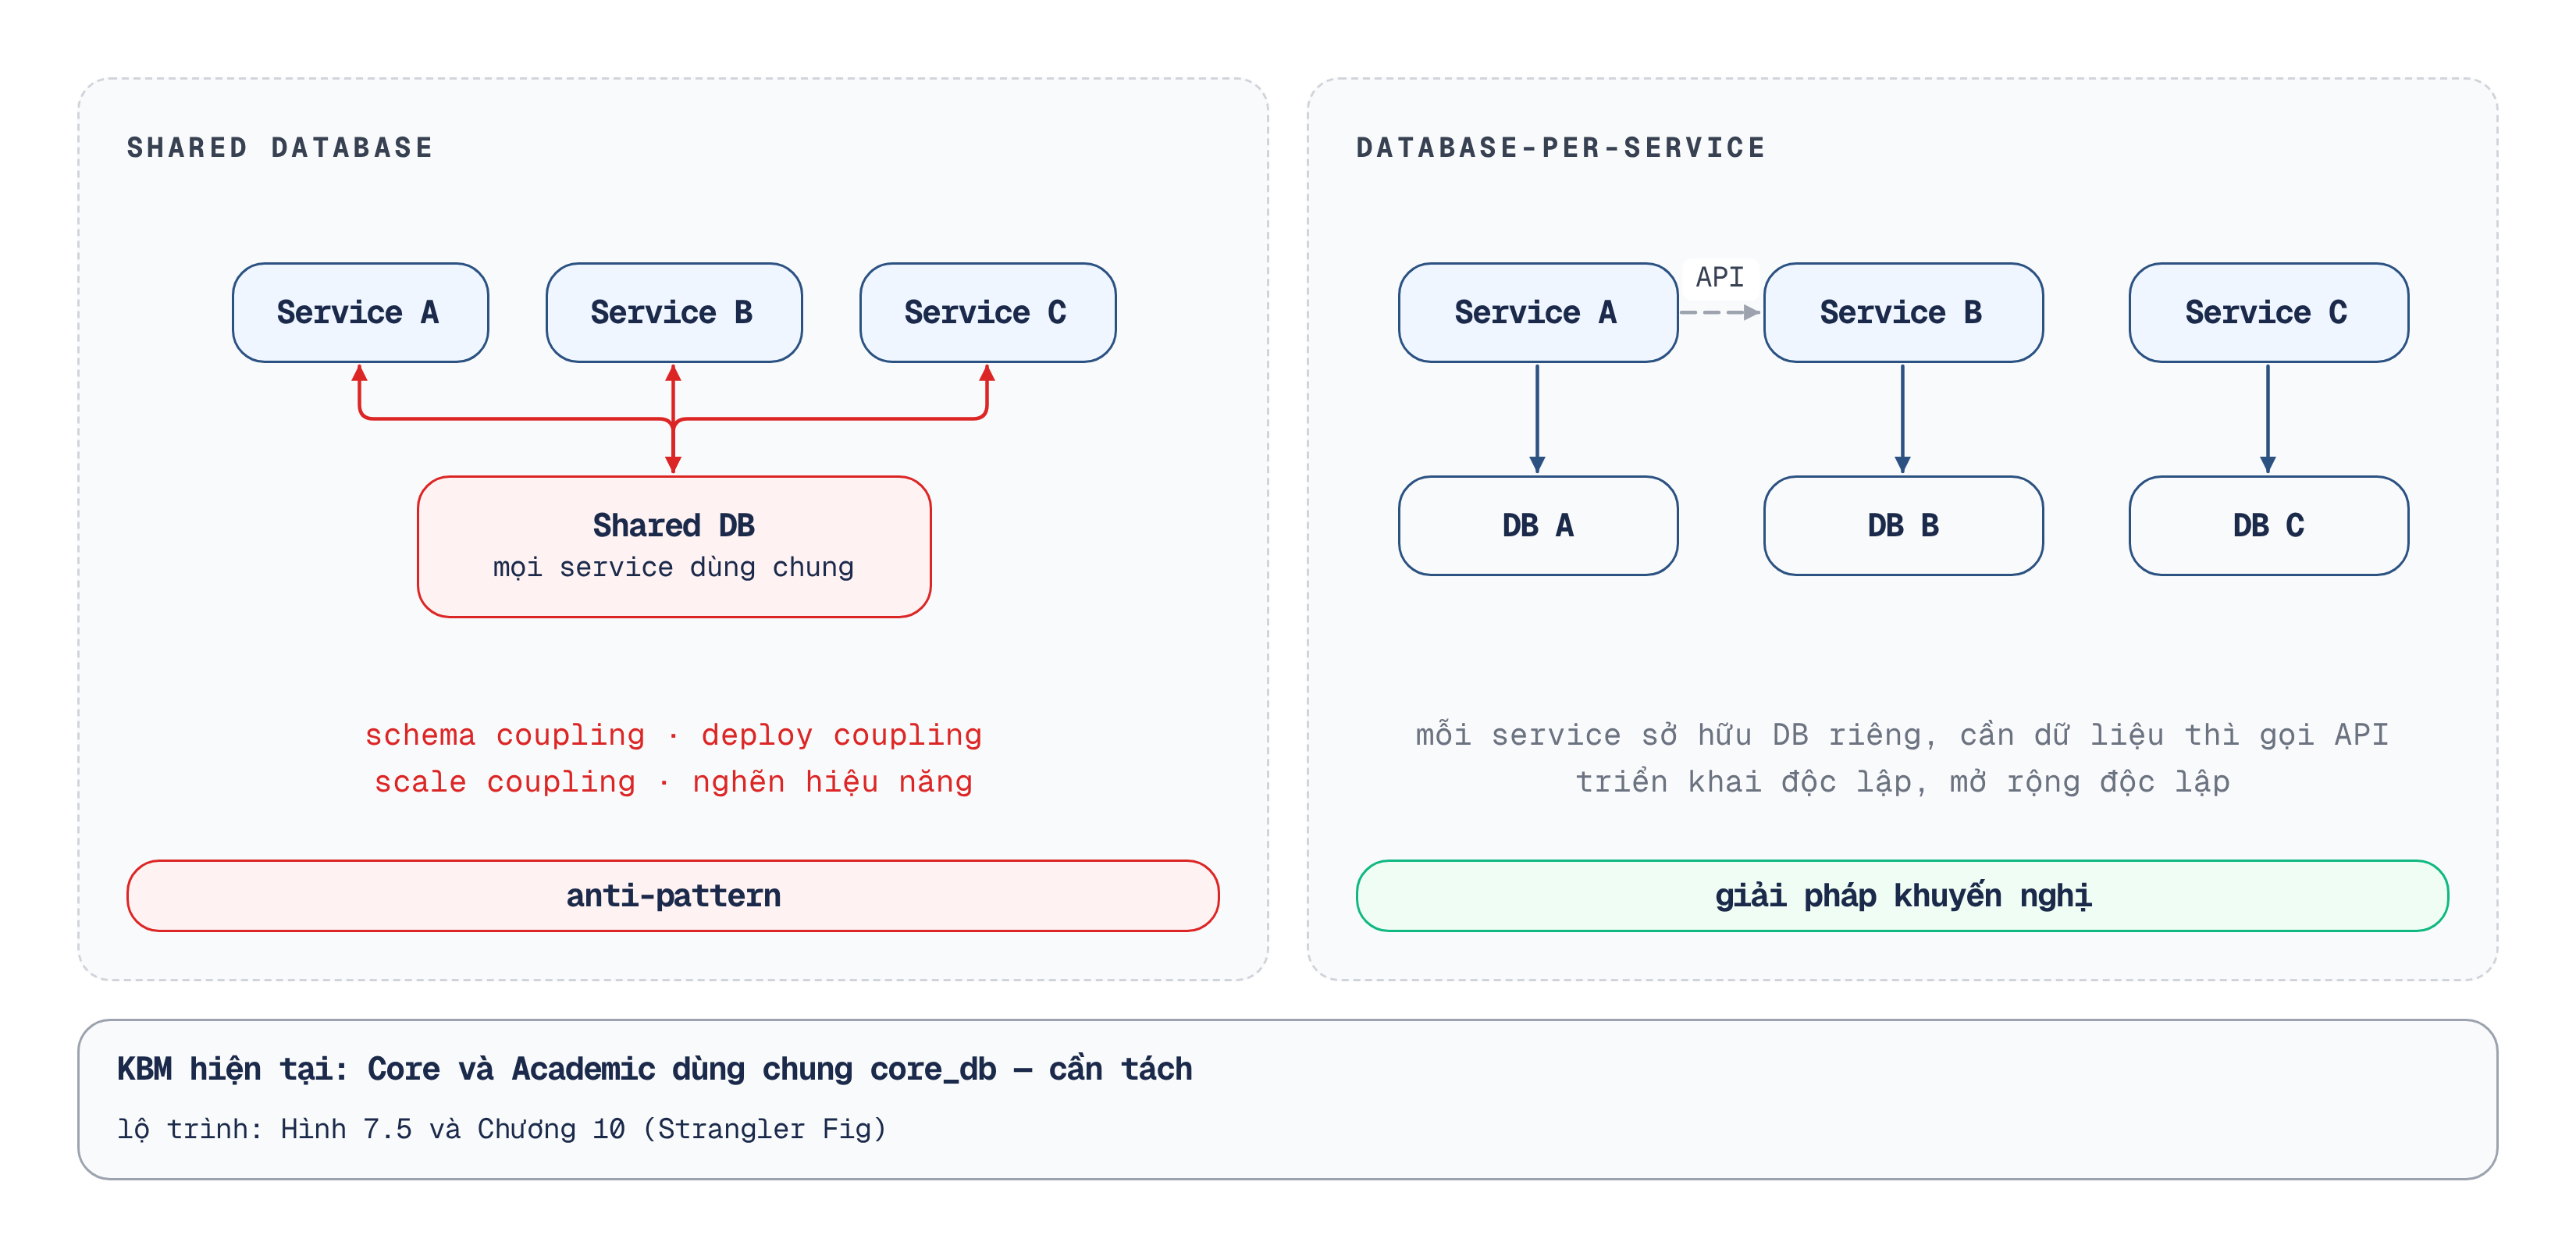 SHARED DATABASE
Service A
Service B
Service C
Shared DB
mọi service dùng chung
schema coupling · deploy coupling
scale coupling · nghẽn hiệu năng
anti-pattern
DATABASE-PER-SERVICE
Service A
API
Service B
Service C
DB A
DB B
DB C
mỗi service sở hữu DB riêng, cần dữ liệu thì gọi API
triển khai độc lập, mở rộng độc lập
giải pháp khuyến nghị
KBM hiện tại: Core và Academic dùng chung core_db — cần tách
lộ trình: Hình 7.5 và Chương 10 (Strangler Fig)